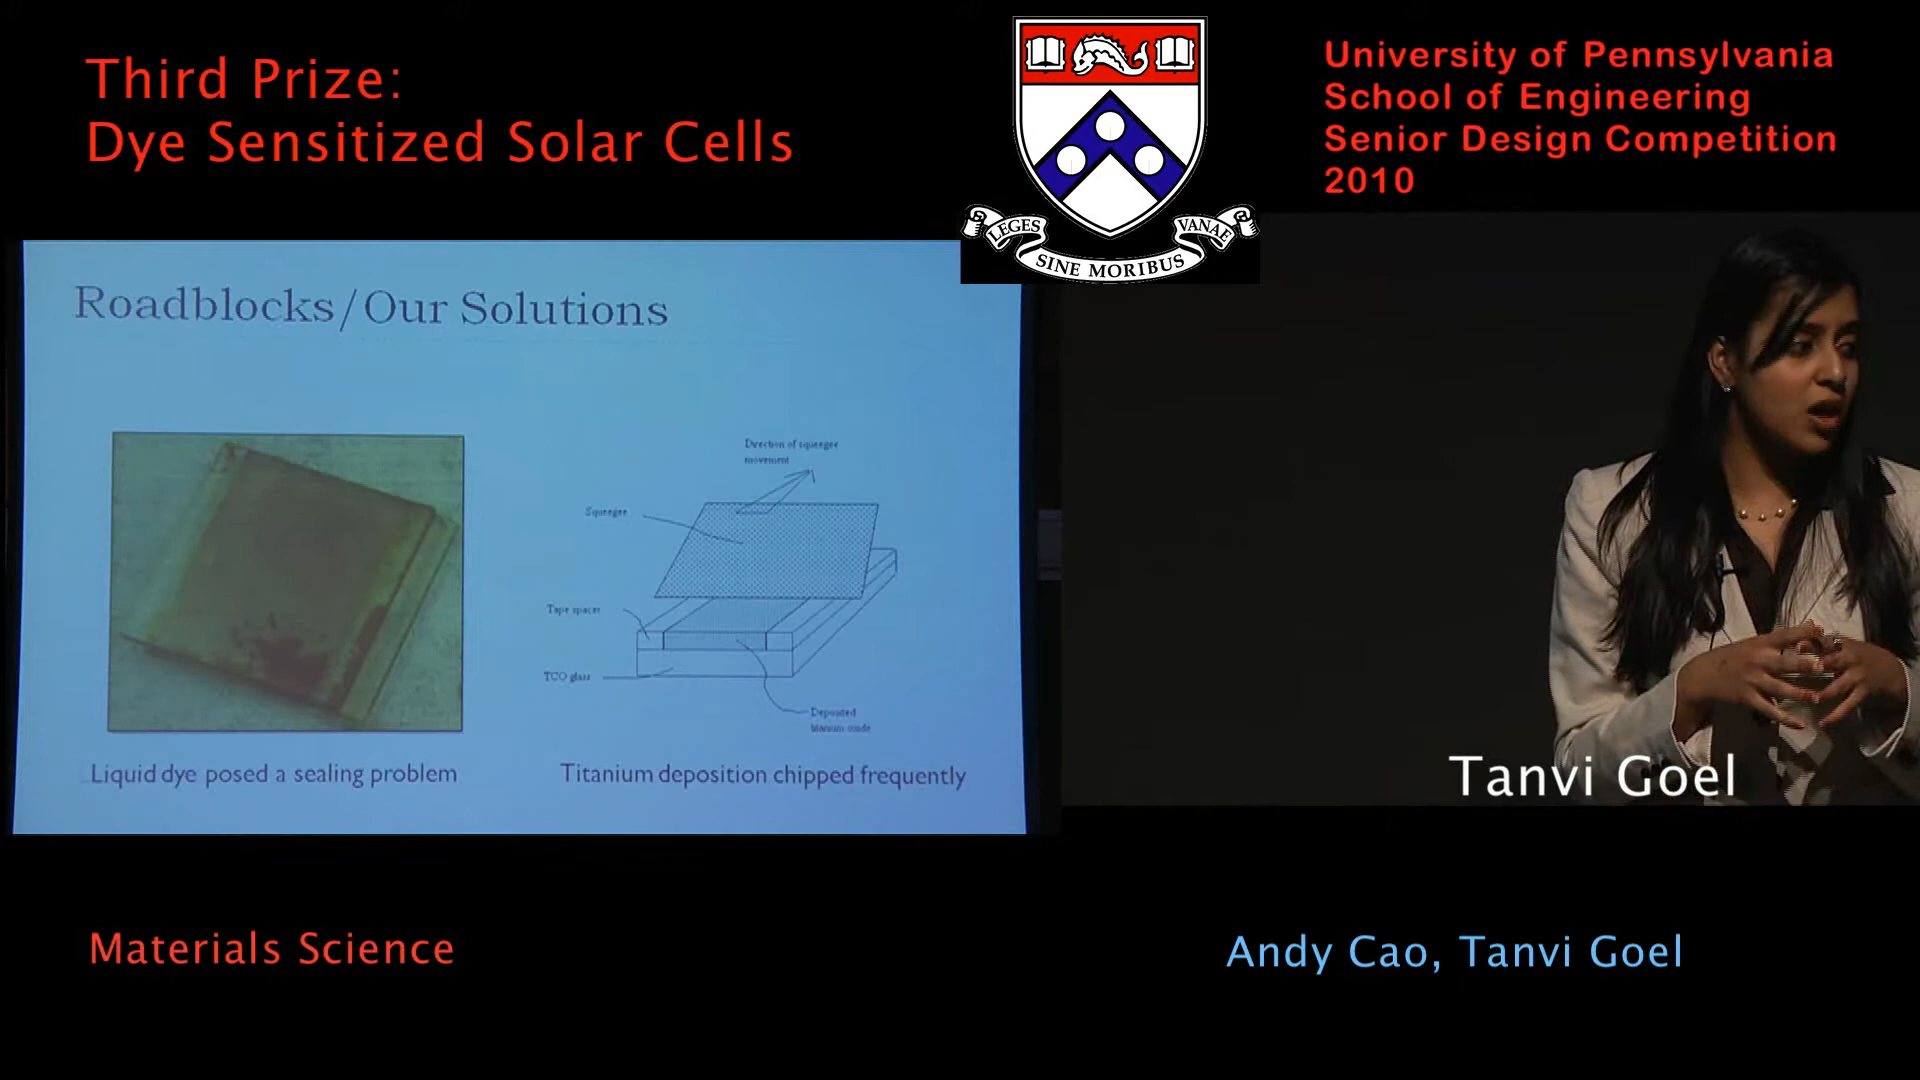 Third Prize:
Dye Sensitized Solar Cells
LEGES
SINE MORIBUS
VANAE
University of Pennsylvania
School of Engineering
Senior Design Competition
2010
Roadblocks/Our Solutions
Direction of squeegee
movement
Squeegee
Tape spacer
TCO glass
Deposited
titanium oxide
Liquid dye posed a sealing problem
Titanium deposition chipped frequently
Tanvi Goel
Materials Science
Andy Cao, Tanvi Goel